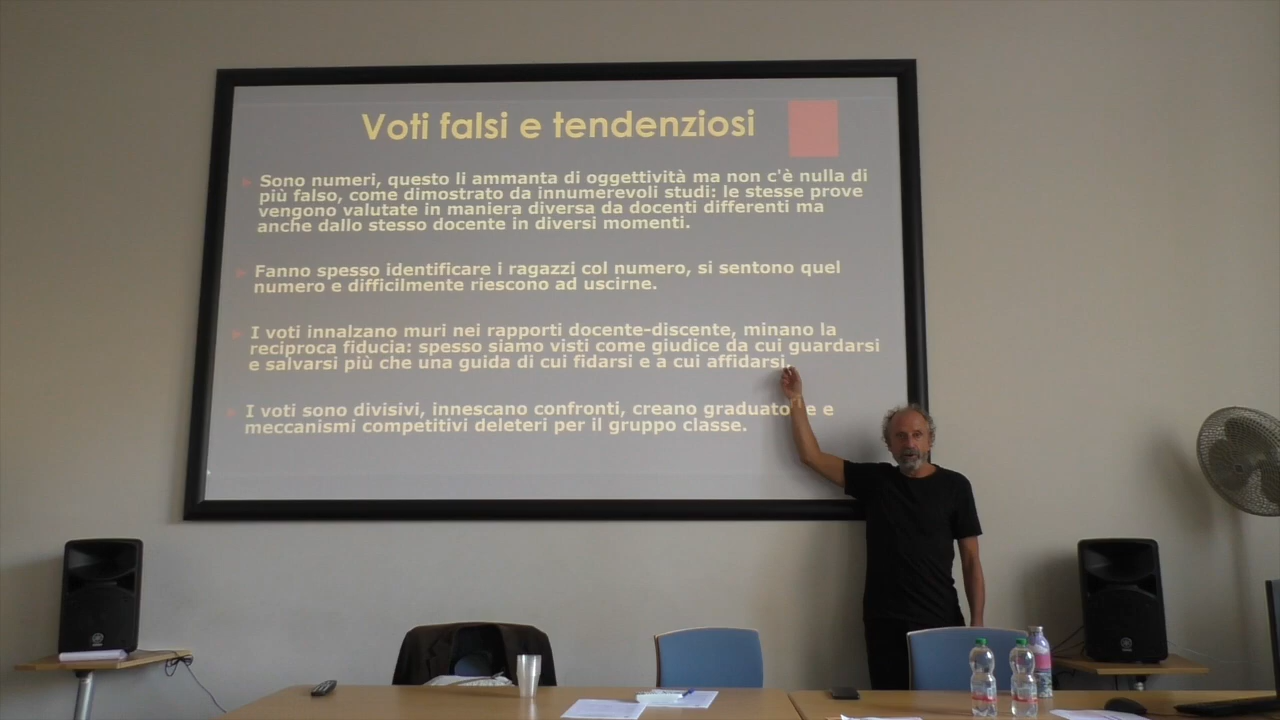 Voti falsi e tendenziosi
Sono numeri, questo li ammanta di oggettività ma non c'è nulla di
più falso, come dimostrato da innumerevoli studi: le stesse prove
vengono valutate in maniera diversa da docenti differenti ma
anche dallo stesso docente in diversi momenti.
Fanno spesso identificare i ragazzi col numero, si sentono quel
numero e difficilmente riescono ad uscirne.
I voti innalzano muri nei rapporti docente-discente, minano la
reciproca fiducia: spesso siamo visti come giudice da cui guardarsi
e salvarsi più che una guida di cui fidarsi e a cui affidarsi.
I voti sono divisivi, innescano confronti, creano e
meccanismi competitivi deleteri per il gruppo classe.